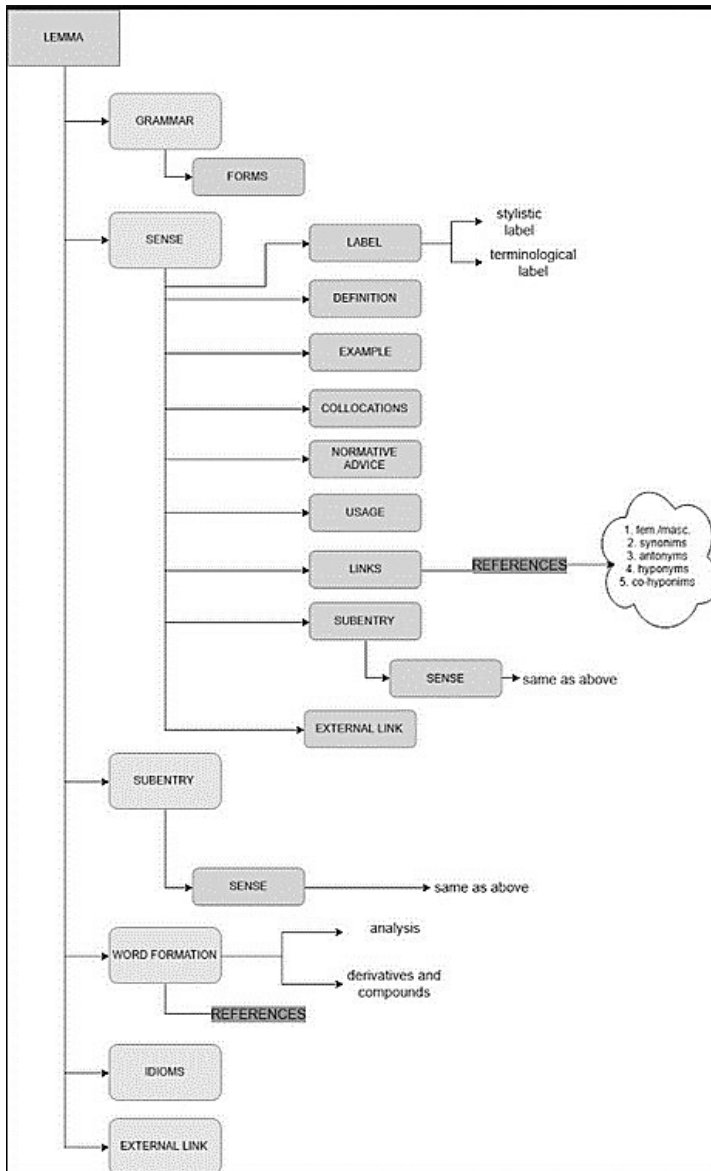 LEMMA
GRAMMAR
FORMS
SENSE
LABEL
stylistic
label
terminological
label
DEFINITION
EXAMPLE
COLLOCATIONS
NORMATIVE
ADVICE
USAGE
LINKS
REFERENCES
1. fem./masc.
2. synonims
3. antonyms
4. hyponyms
5. co-hyponims
SUBENTRY
SENSE
same as above
EXTERNAL LINK
SUBENTRY
SENSE
same as above
WORD FORMATION
analysis
derivatives and
compounds
REFERENCES
IDIOMS
EXTERNAL LINK